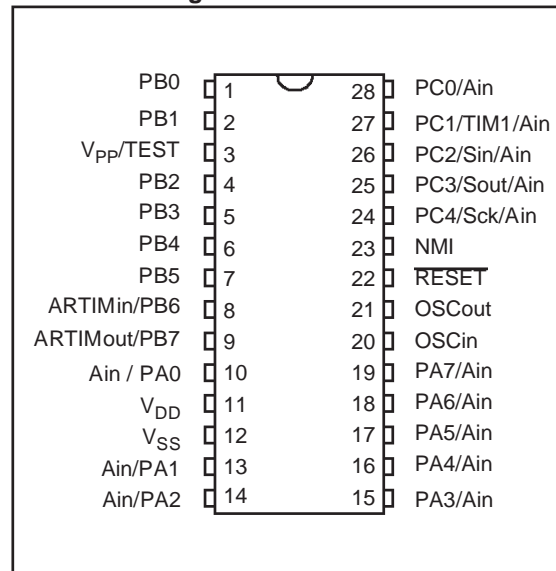 PB0 1 28 PC0/Ain
PB1 2 27 PC1/TIM1/Ain
VPP/TEST 3 26 PC2/Sin/Ain
PB2 4 25 PC3/Sout/Ain
PB3 5 24 PC4/Sck/Ain
PB4 6 23 NMI
PB5 7 22 RESET
ARTIMin/PB6 8 21 OSCout
ARTIMout/PB7 9 20 OSCin
Ain / PA0 10 19 PA7/Ain
VDD 11 18 PA6/Ain
VSS 12 17 PA5/Ain
Ain/PA1 13 16 PA4/Ain
Ain/PA2 14 15 PA3/Ain